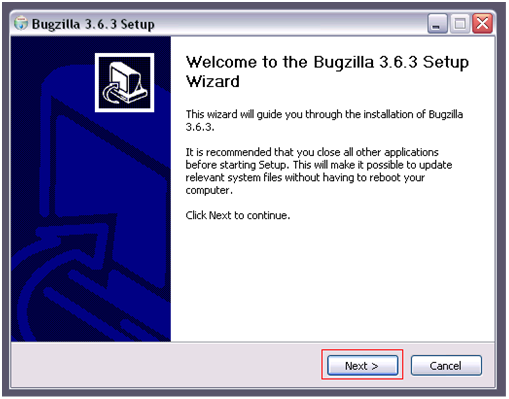 Bugzilla 3.6.3 Setup
Welcome to the Bugzilla 3.6.3 Setup
Wizard
This wizard will guide you through the installation of Bugzilla
3.6.3.
It is recommended that you close all other applications
before starting Setup. This will make it possible to update
relevant system files without having to reboot your
computer.
Click Next to continue.
Next >
Cancel